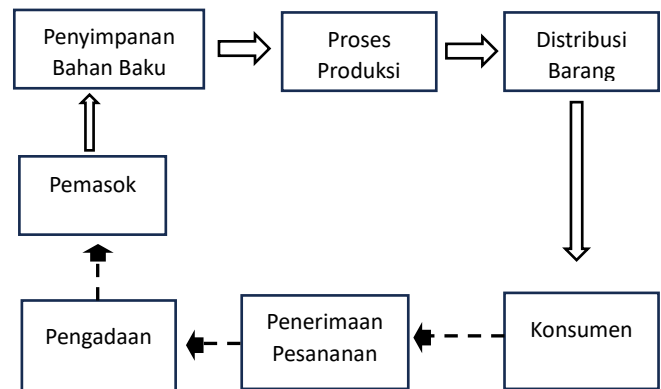 Penyimpanan
Bahan Baku
Proses
Produksi
Distribusi
Barang
Pemasok
Pengadaan
Penerimaan
Pesananan
Konsumen